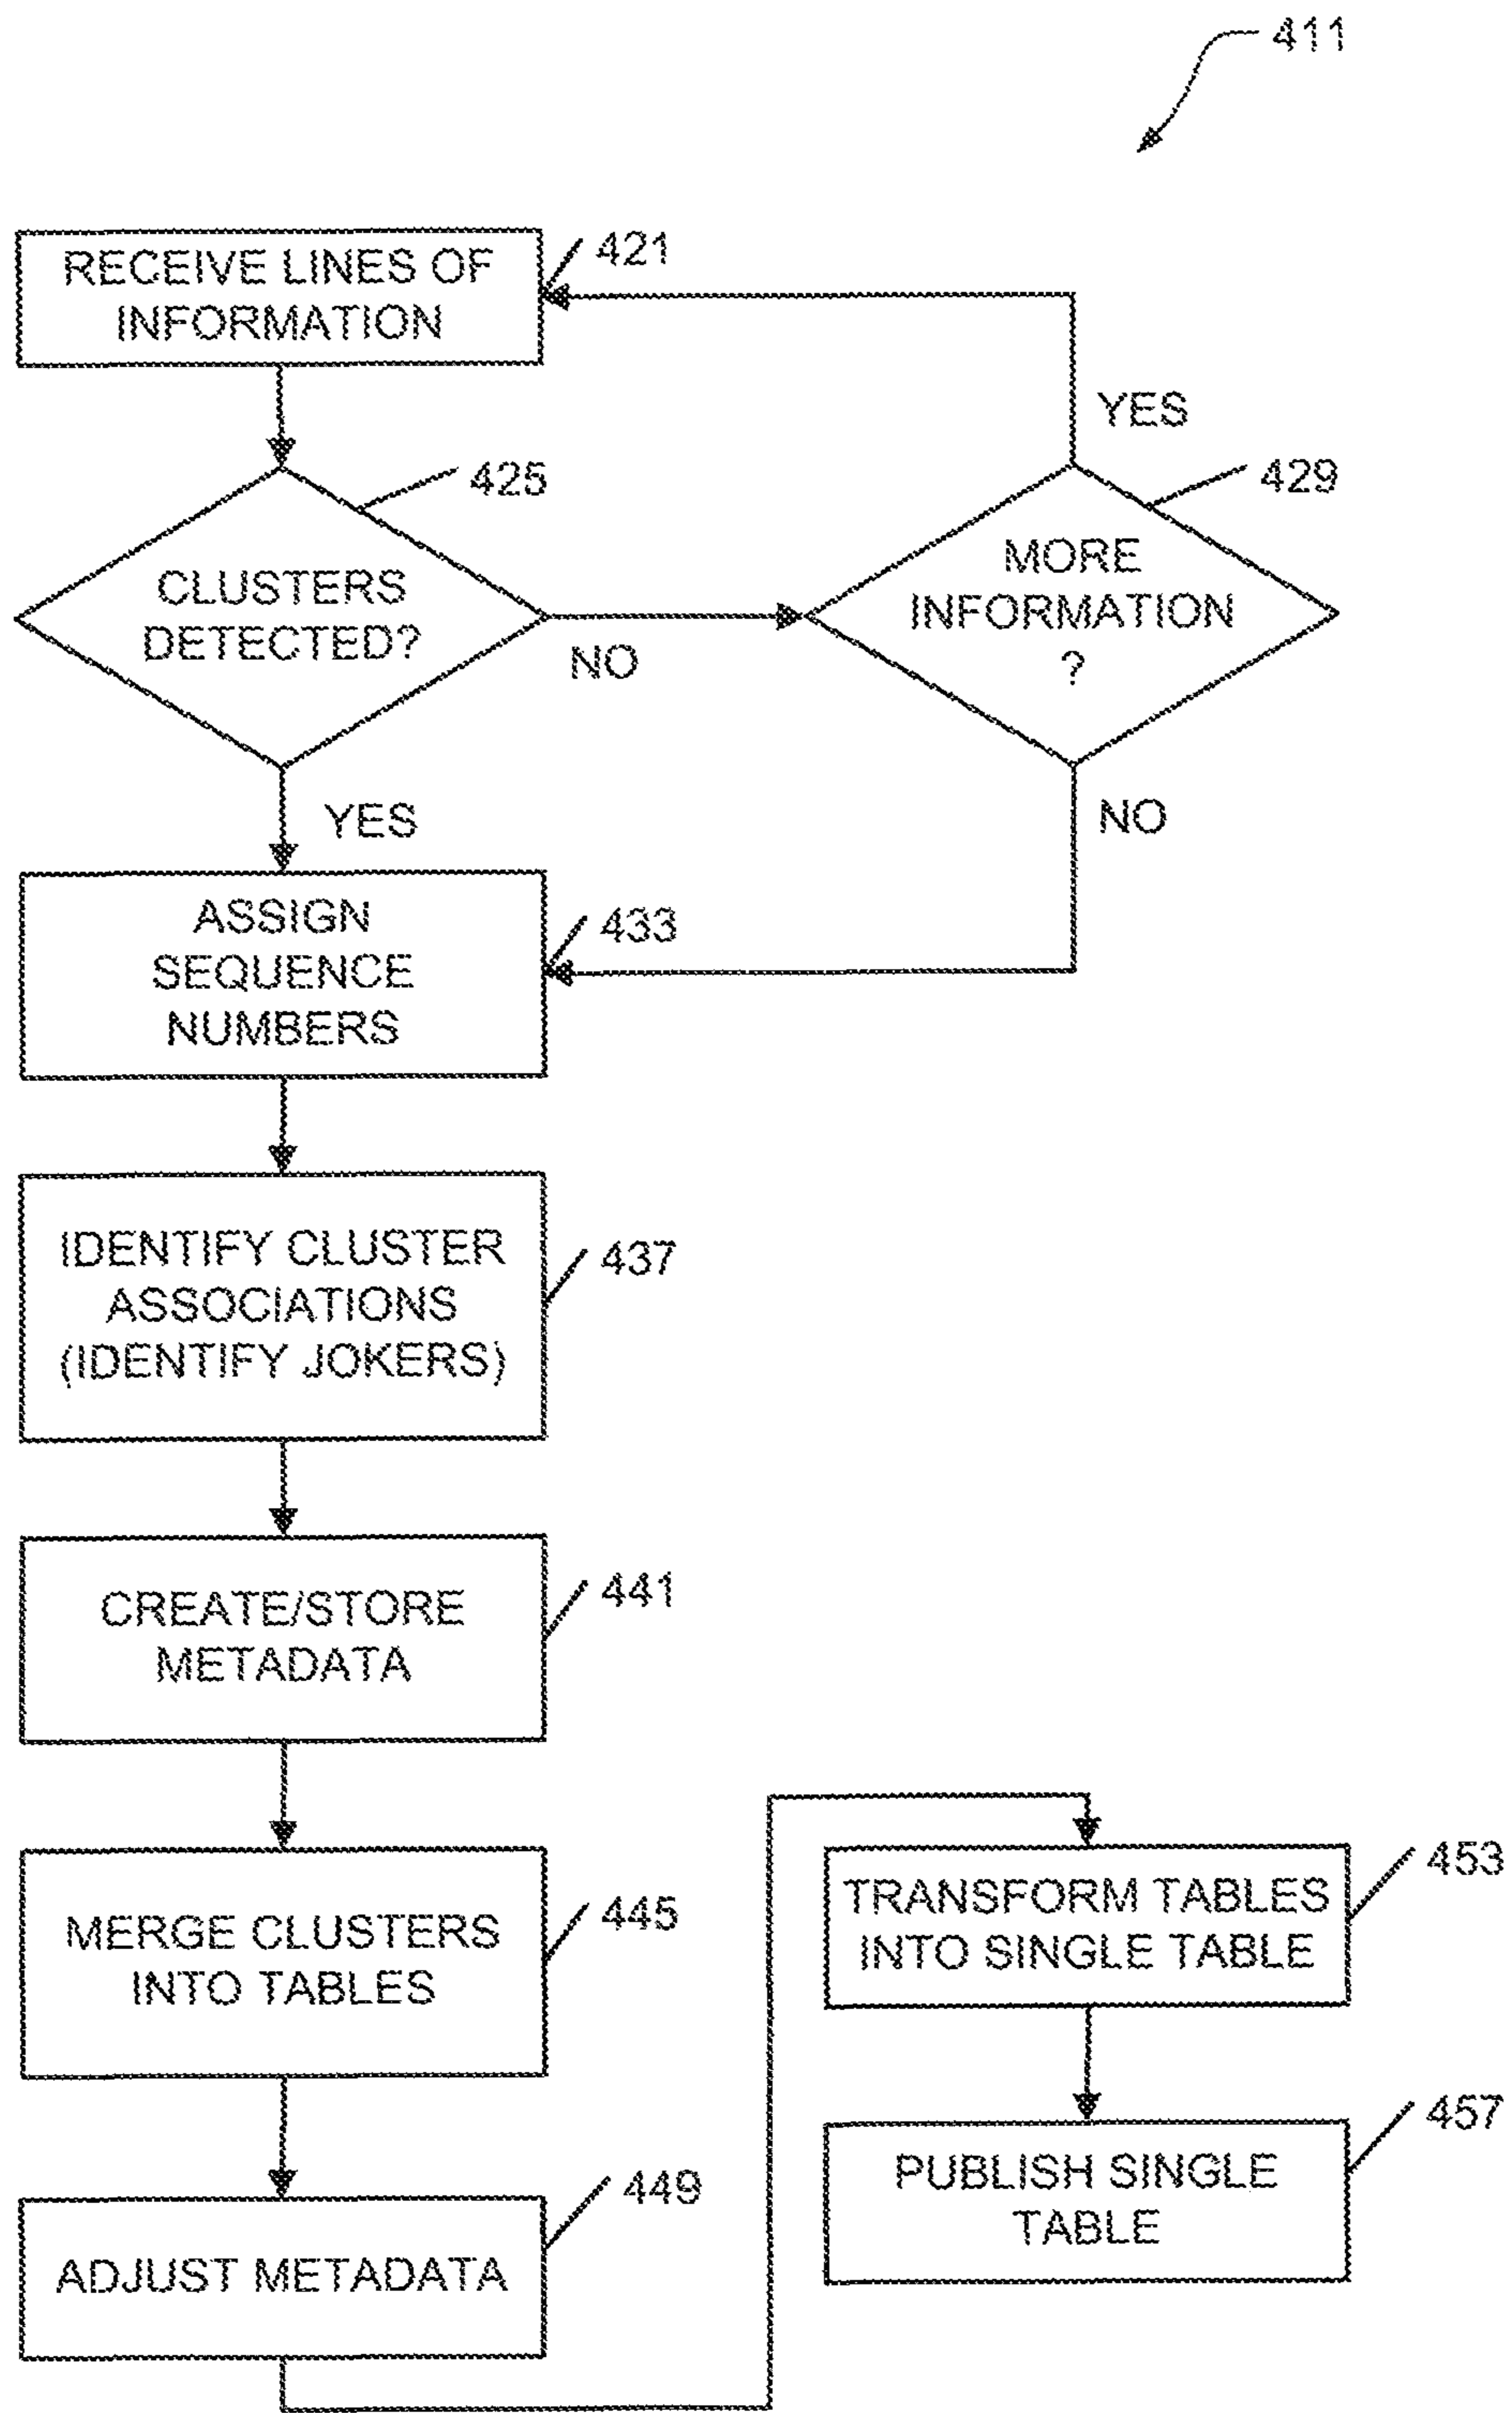 411
RECEIVE LINES OF
INFORMATION
421
YES
CLUSTERS
DETECTED?
425
NO
MORE
INFORMATION
?
429
YES
NO
ASSIGN
SEQUENCE
NUMBERS
433
IDENTIFY CLUSTER
ASSOCIATIONS
(IDENTIFY JOKERS)
437
CREATE/STORE
METADATA
441
MERGE CLUSTERS
INTO TABLES
445
ADJUST METADATA
449
TRANSFORM TABLES
INTO SINGLE TABLE
453
PUBLISH SINGLE
TABLE
457